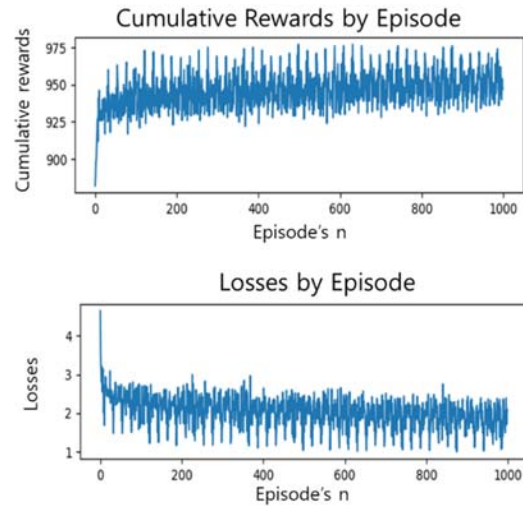 Cumulative Rewards by Episode
Cumulative rewards
975
950
925
900
0 200 400 600 800 1000
Episode's n
Losses by Episode
Losses
4
3
2
1
0 200 400 600 800 1000
Episode's n